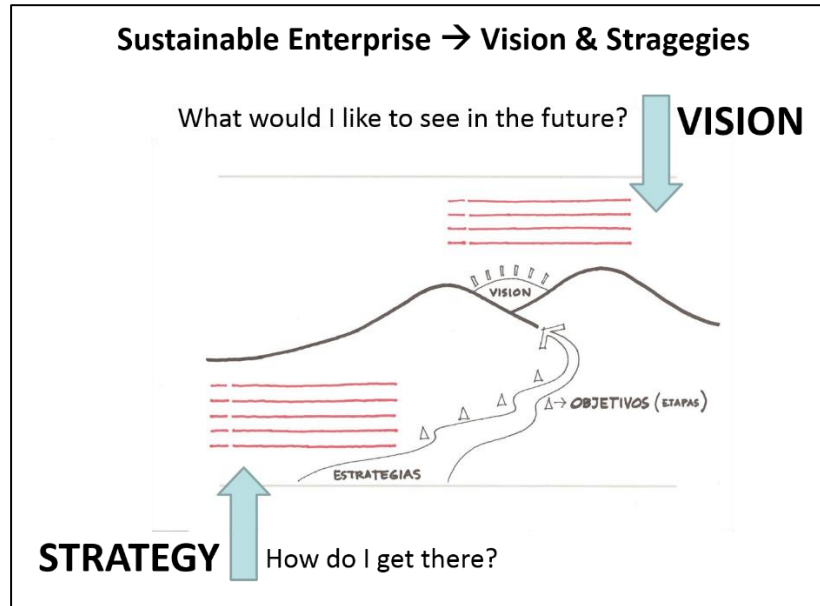 Sustainable Enterprise → Vision & Stragegies
What would I like to see in the future?
VISION
VISION
Δ→ OBJETIVOS (ETAPAS)
ESTRATEGIAS
STRATEGY
How do I get there?